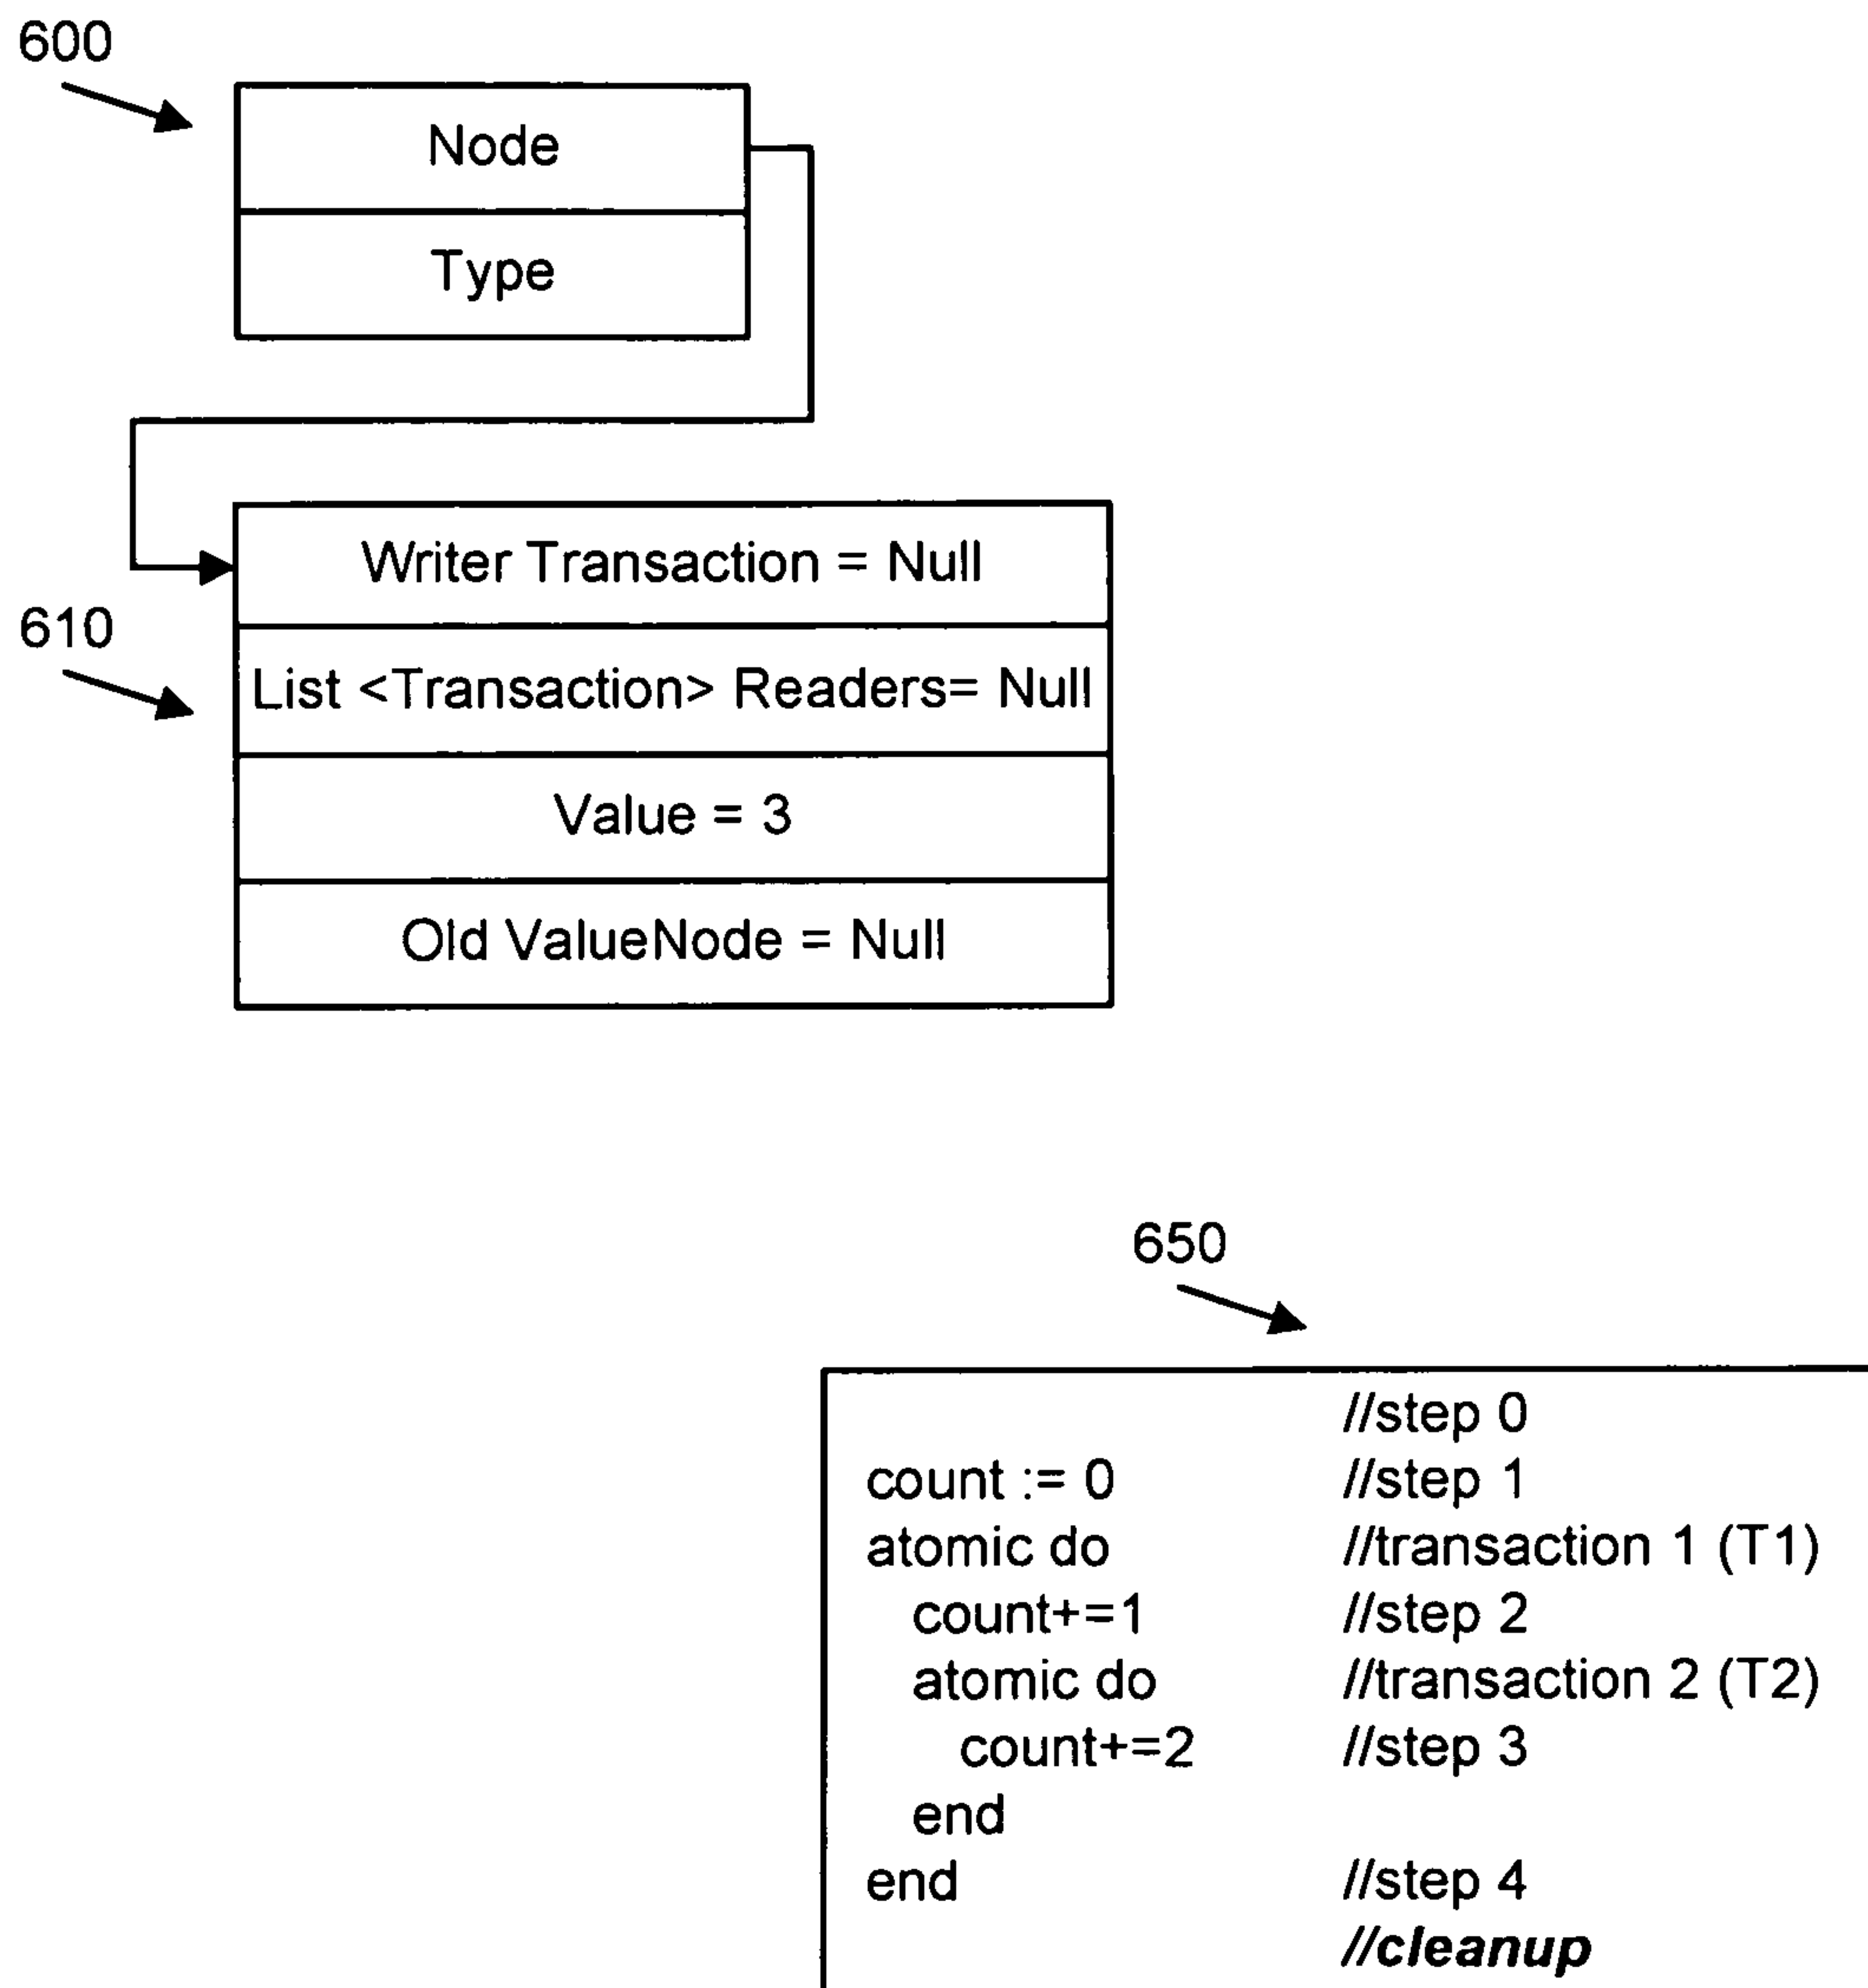 600
Node
Type
Writer Transaction = Null
610
List <Transaction> Readers= Null
Value = 3
Old ValueNode = Null
650
//step 0
count := 0 //step 1
atomic do //transaction 1 (T1)
count+=1 //step 2
atomic do //transaction 2 (T2)
count+=2 //step 3
end
end //step 4
//cleanup